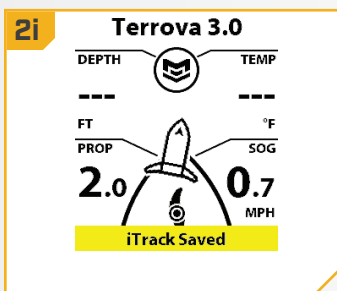 2i
Terrova 3.0
DEPTH TEMP
--- ---
FT °F
PROP SOG
2.0 0.7
MPH
iTrack Saved